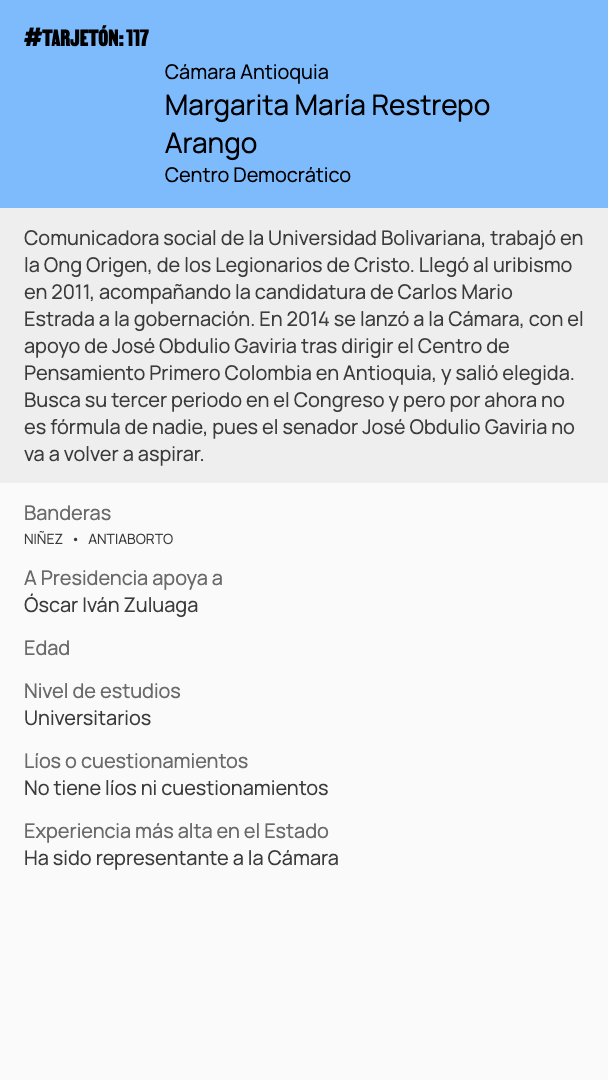 #TARJETÓN: 117
Cámara Antioquia
Margarita María Restrepo
Arango
Centro Democrático
Comunicadora social de la Universidad Bolivariana, trabajó en
la Ong Origen, de los Legionarios de Cristo. Llegó al uribismo
en 2011, acompañando la candidatura de Carlos Mario
Estrada a la gobernación. En 2014 se lanzó a la Cámara, con el
apoyo de José Obdulio Gaviria tras dirigir el Centro de
Pensamiento Primero Colombia en Antioquia, y salió elegida.
Busca su tercer periodo en el Congreso y pero por ahora no
es fórmula de nadie, pues el senador José Obdulio Gaviria no
va a volver a aspirar.
Banderas
NIÑEZ • ANTIABORTO
A Presidencia apoya a
Óscar Iván Zuluaga
Edad
Nivel de estudios
Universitarios
Líos o cuestionamientos
No tiene líos ni cuestionamientos
Experiencia más alta en el Estado
Ha sido representante a la Cámara